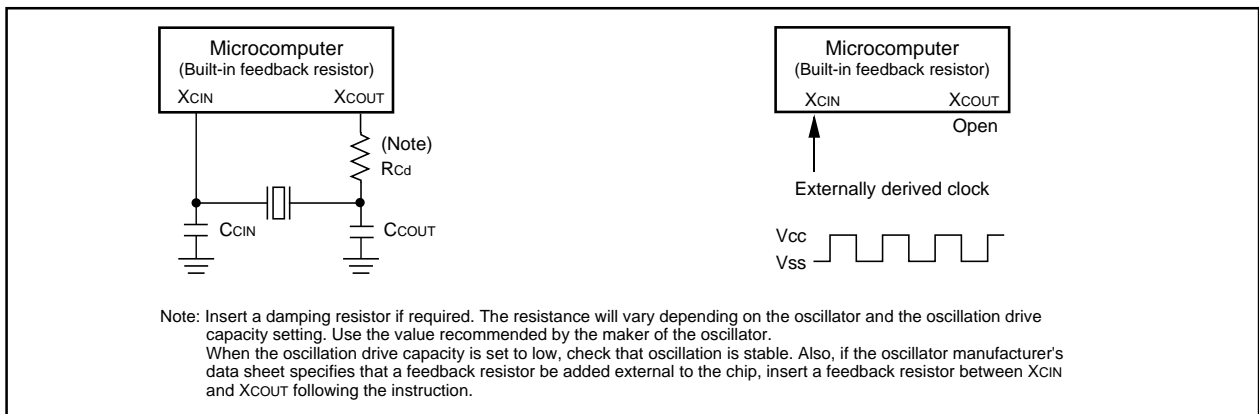 Microcomputer
(Built-in feedback resistor)
XCIN XCOUT
(Note)
RCd
CCIN
CCOUT
Microcomputer
(Built-in feedback resistor)
XCIN XCOUT
Open
Externally derived clock
Vcc
Vss
Note: Insert a damping resistor if required. The resistance will vary depending on the oscillator and the oscillation drive
capacity setting. Use the value recommended by the maker of the oscillator.
When the oscillation drive capacity is set to low, check that oscillation is stable. Also, if the oscillator manufacturer's
data sheet specifies that a feedback resistor be added external to the chip, insert a feedback resistor between XCIN
and XCOUT following the instruction.